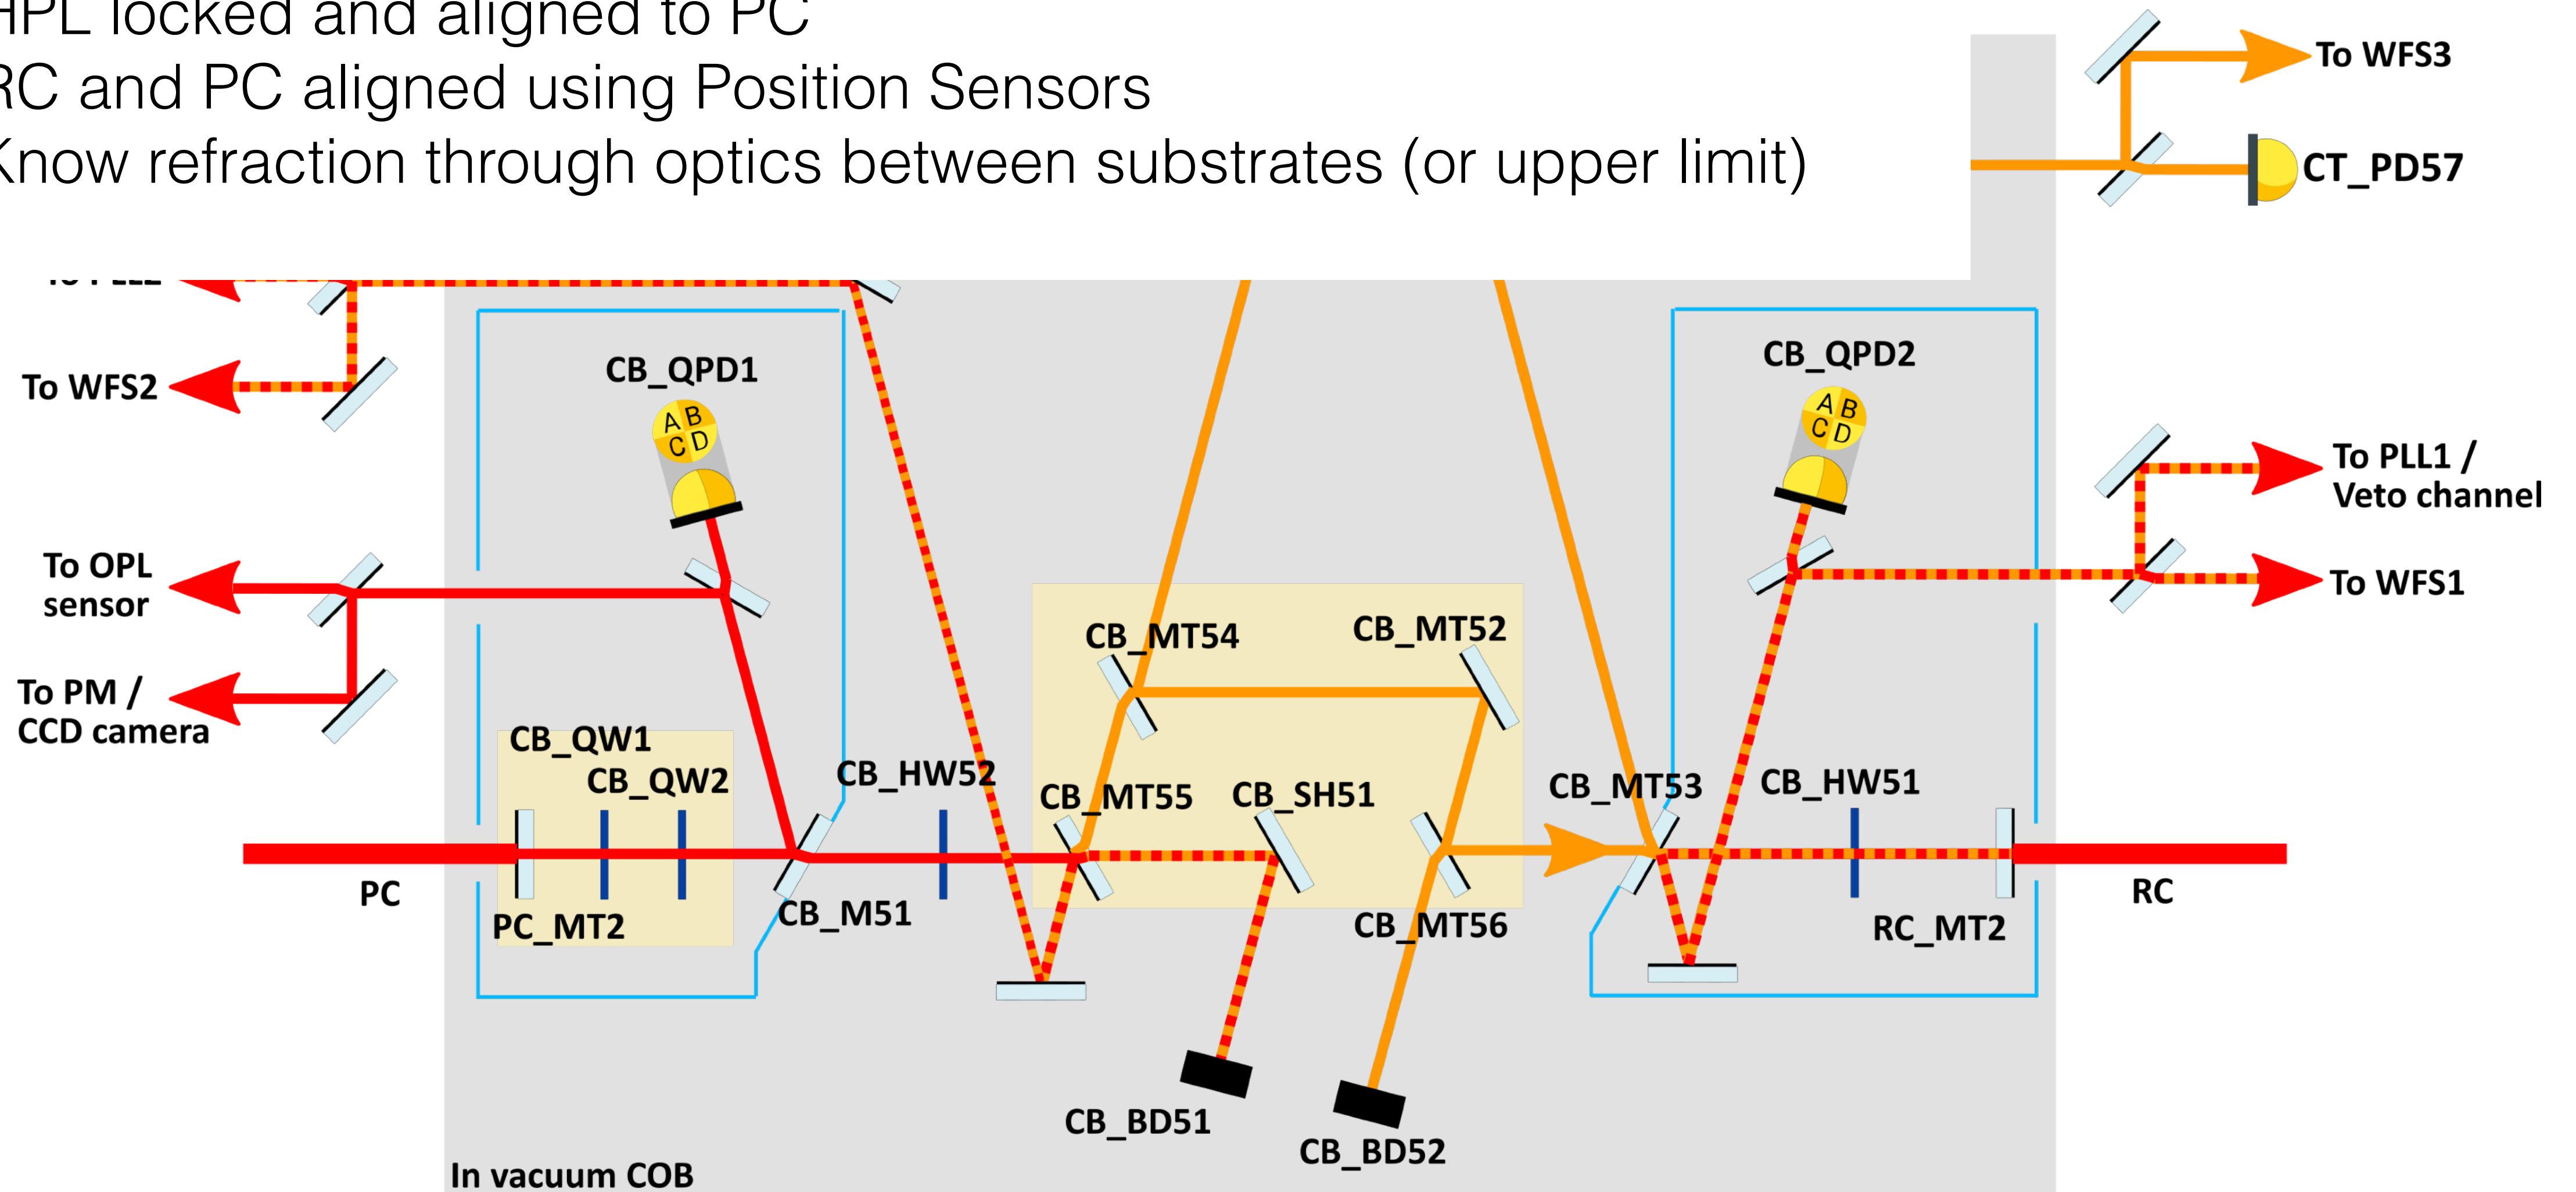 HPL locked and aligned to PC
RC and PC aligned using Position Sensors
Know refraction through optics between substrates (or upper limit)
To WFS3
CT_PD57
To WFS2
CB_QPD1
A B
C D
CB_QPD2
A B
C D
To PLL1 /
Veto channel
To OPL
sensor
To WFS1
To PM /
CCD camera
CB_MT54
CB_MT52
CB_QW1
CB_QW2
CB_HW52
CB_MT55
CB_SH51
CB_MT53
CB_HW51
PC
PC_MT2
CB_M51
CB_MT56
RC_MT2
RC
CB_BD51
CB_BD52
In vacuum COB